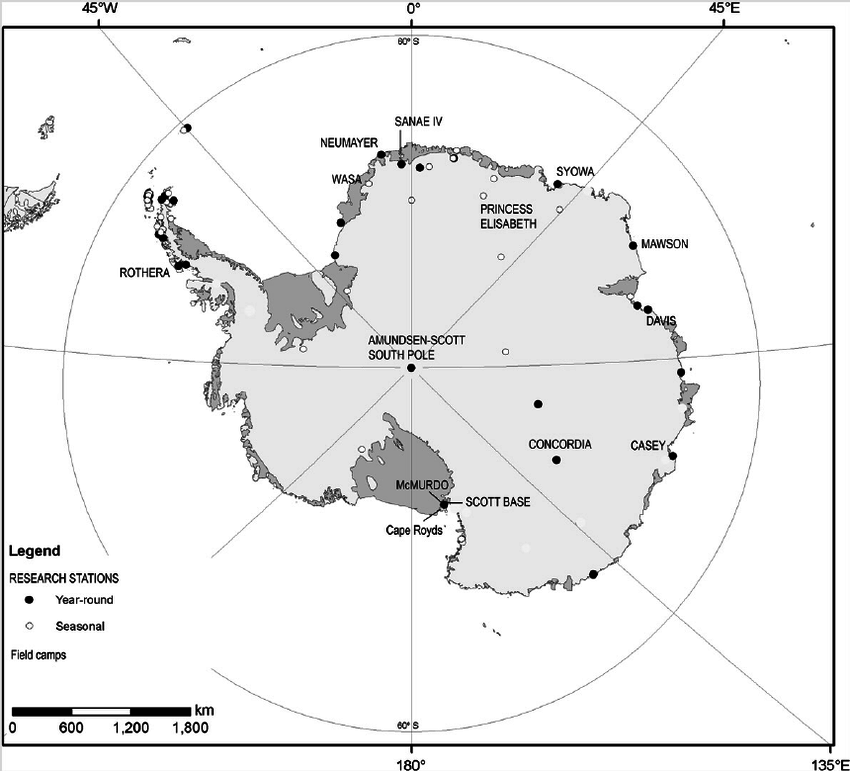 45°W 0° 45°E
60° S
SANAE IV
NEUMAYER
WASA
SYOWA
PRINCESS
ELISABETH
MAWSON
ROTHERA
DAVIS
AMUNDSEN-SCOTT
SOUTH POLE
CONCORDIA
CASEY
McMURDO
SCOTT BASE
Cape Royds
Legend
RESEARCH STATIONS
Year-round
Seasonal
Field camps
km
0 600 1,200 1,800
60° S
180° 135°E